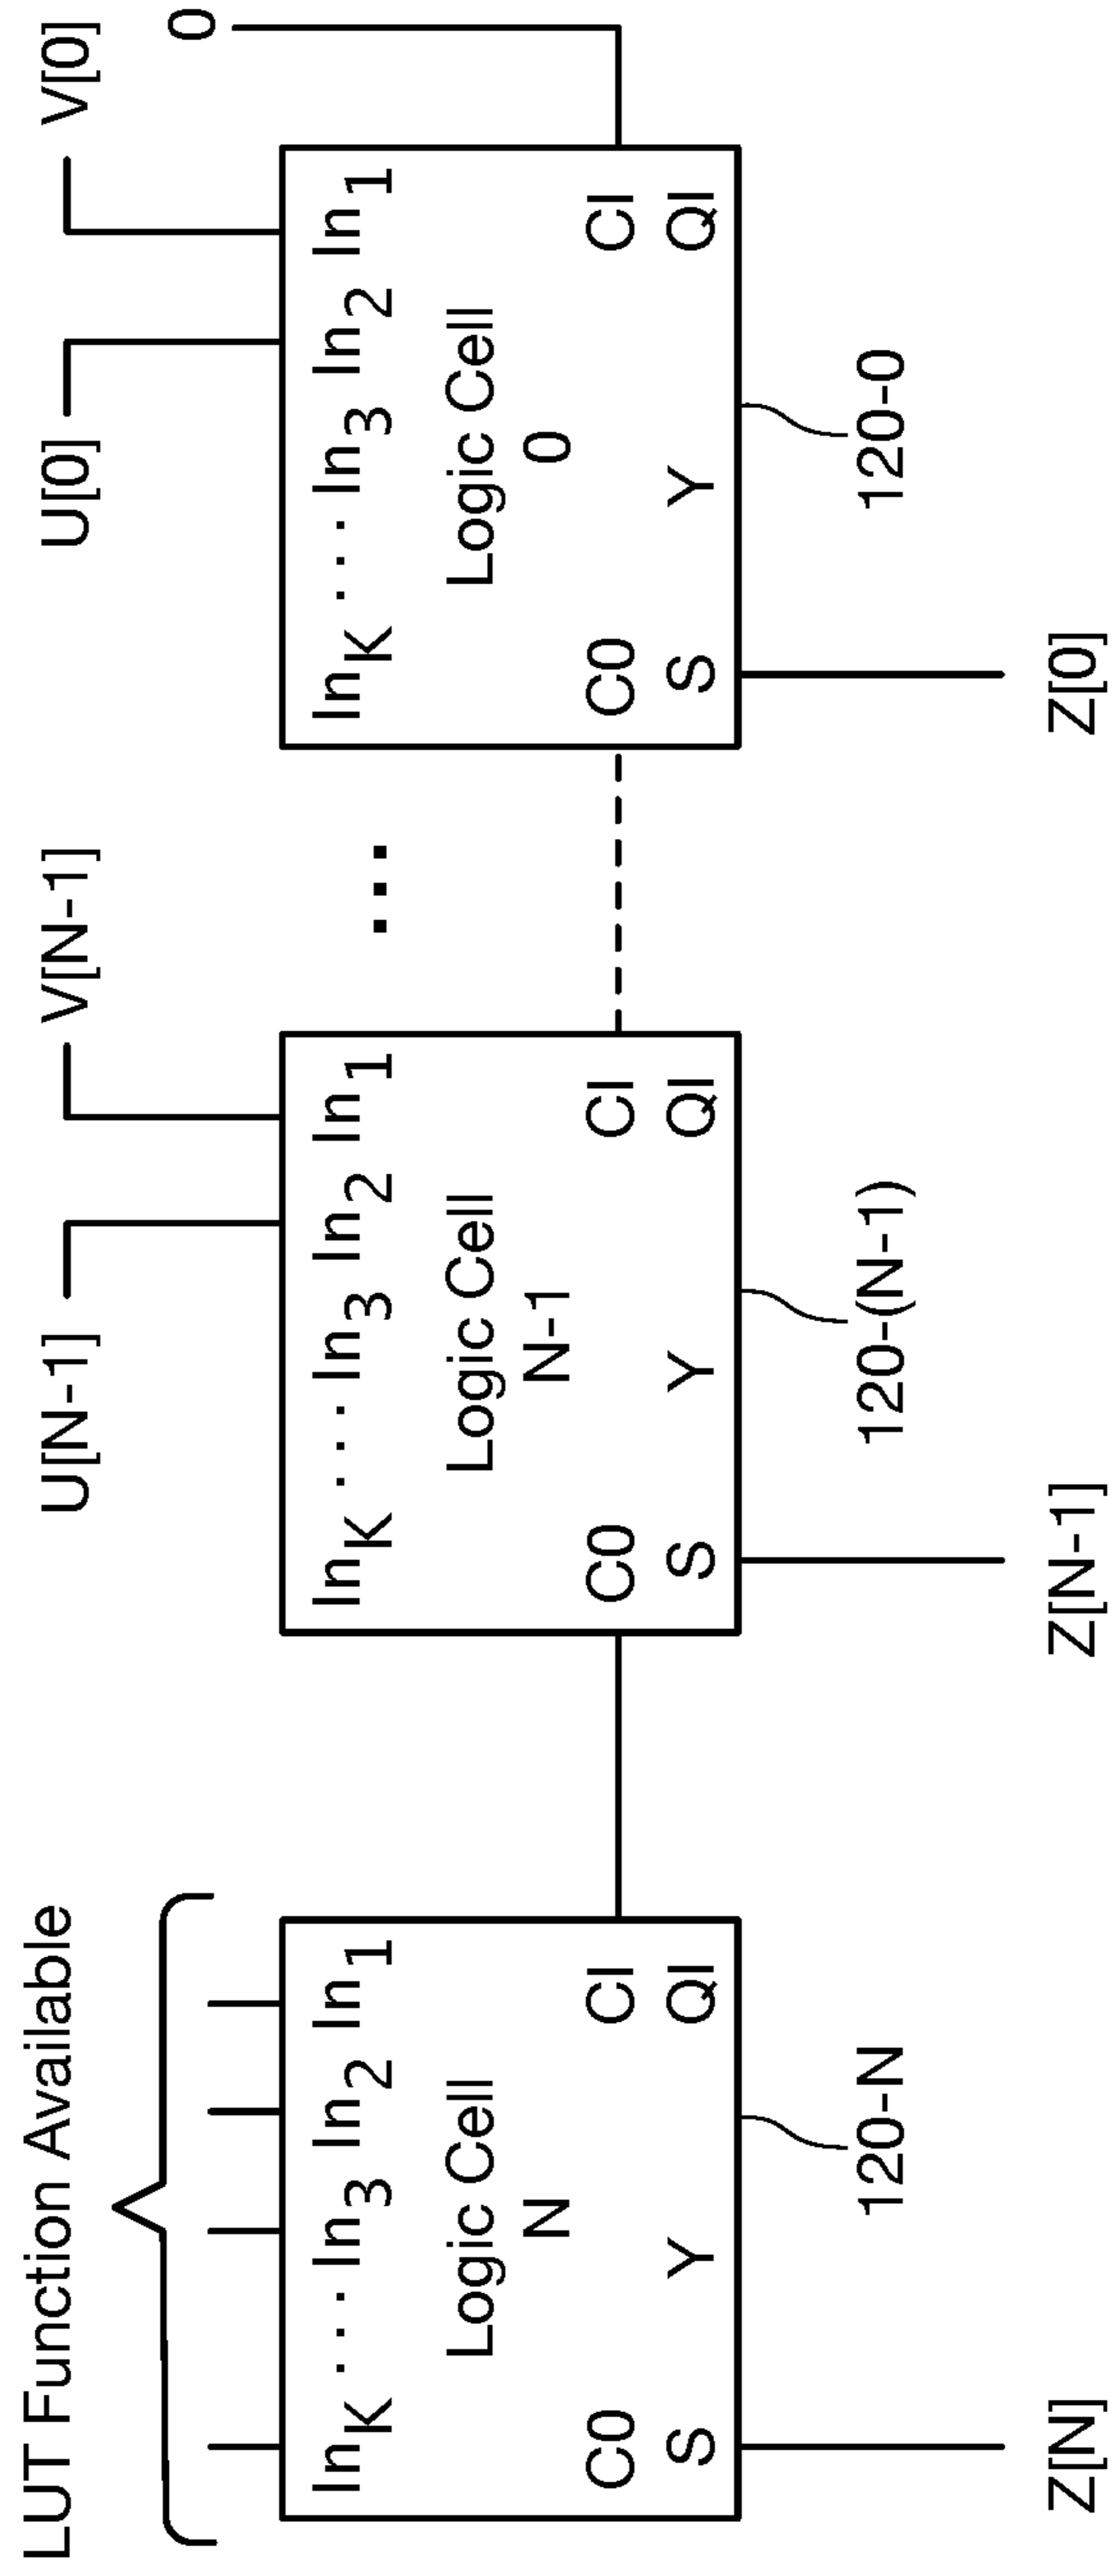 LUT Function Available
U[N-1] V[N-1]
U[0] V[0]
0
InK ... In3 In2 In1
Logic Cell
N
C0 CI
S Y QI
InK ... In3 In2 In1
Logic Cell
N-1
C0 CI
S Y QI
...
InK ... In3 In2 In1
Logic Cell
0
C0 CI
S Y QI
120-N
120-(N-1)
120-0
Z[N]
Z[N-1]
Z[0]